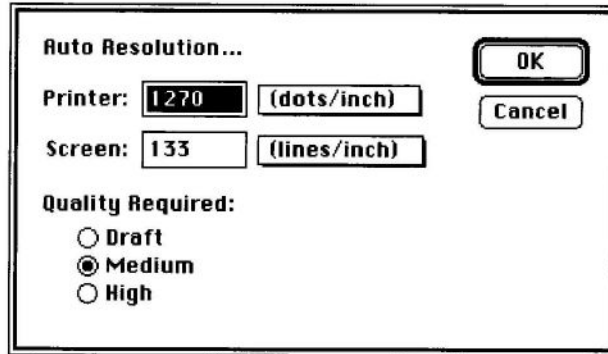 Auto Resolution...
OK
Printer: 1270 (dots/inch)
Cancel
Screen: 133 (lines/inch)
Quality Required:
Draft
Medium
High